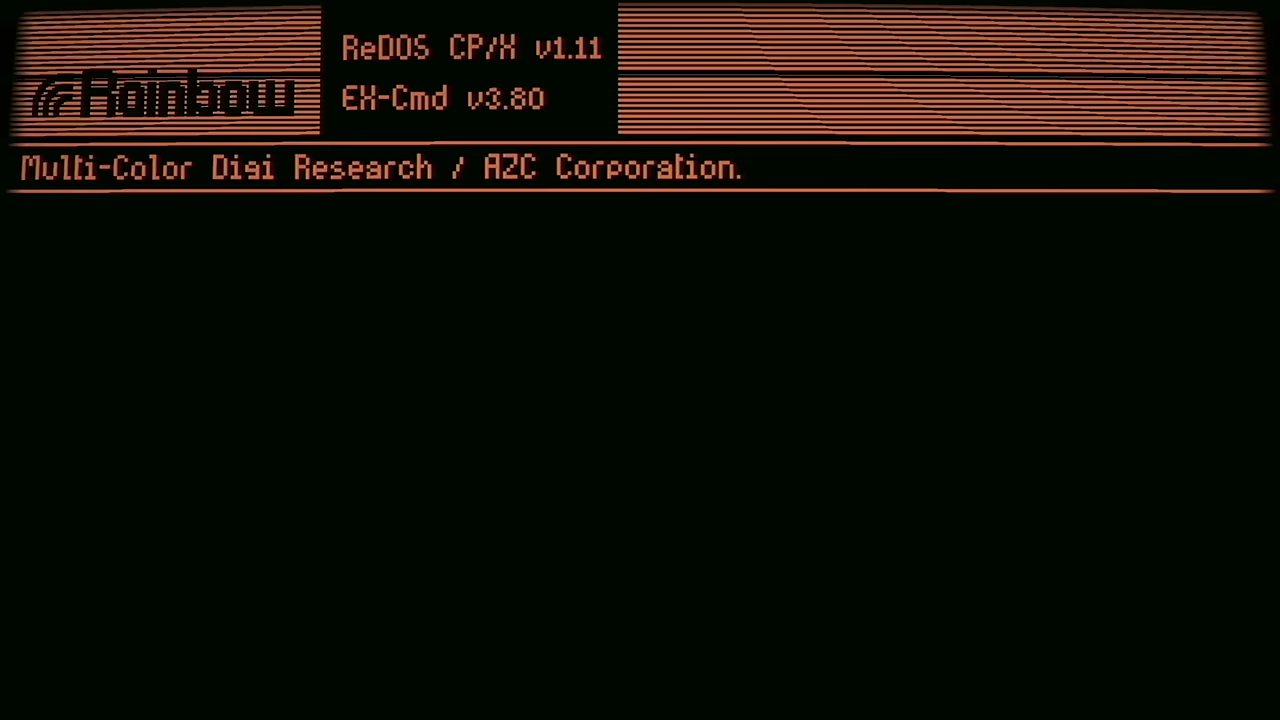 Rainbow
ReDOS CP/X v1.11
EX-Cmd v3.80
Multi-Color Digi Research / AZC Corporation.